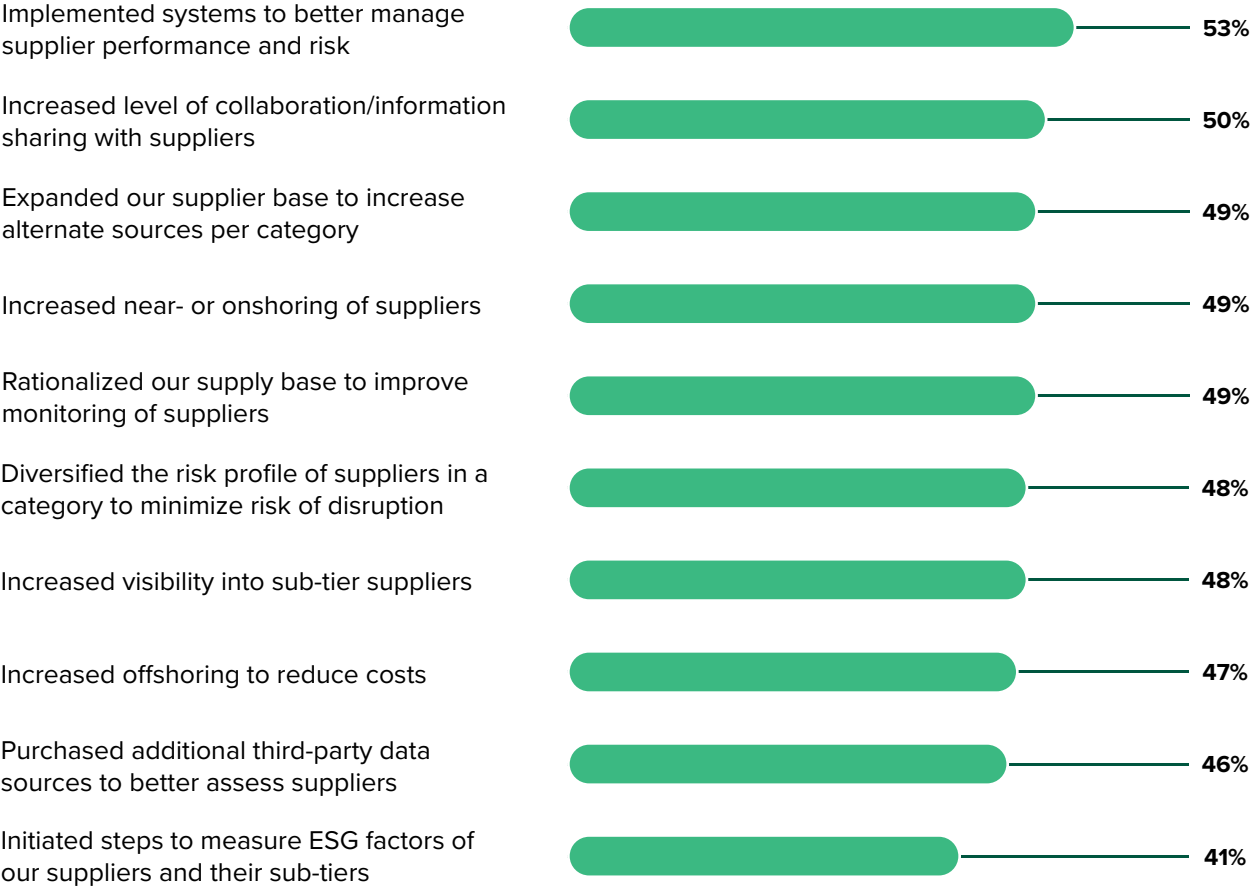 Implemented systems to better manage
supplier performance and risk
53%
Increased level of collaboration/information
sharing with suppliers
50%
Expanded our supplier base to increase
alternate sources per category
49%
Increased near- or onshoring of suppliers
49%
Rationalized our supply base to improve
monitoring of suppliers
49%
Diversified the risk profile of suppliers in a
category to minimize risk of disruption
48%
Increased visibility into sub-tier suppliers
48%
Increased offshoring to reduce costs
47%
Purchased additional third-party data
sources to better assess suppliers
46%
Initiated steps to measure ESG factors of
our suppliers and their sub-tiers
41%